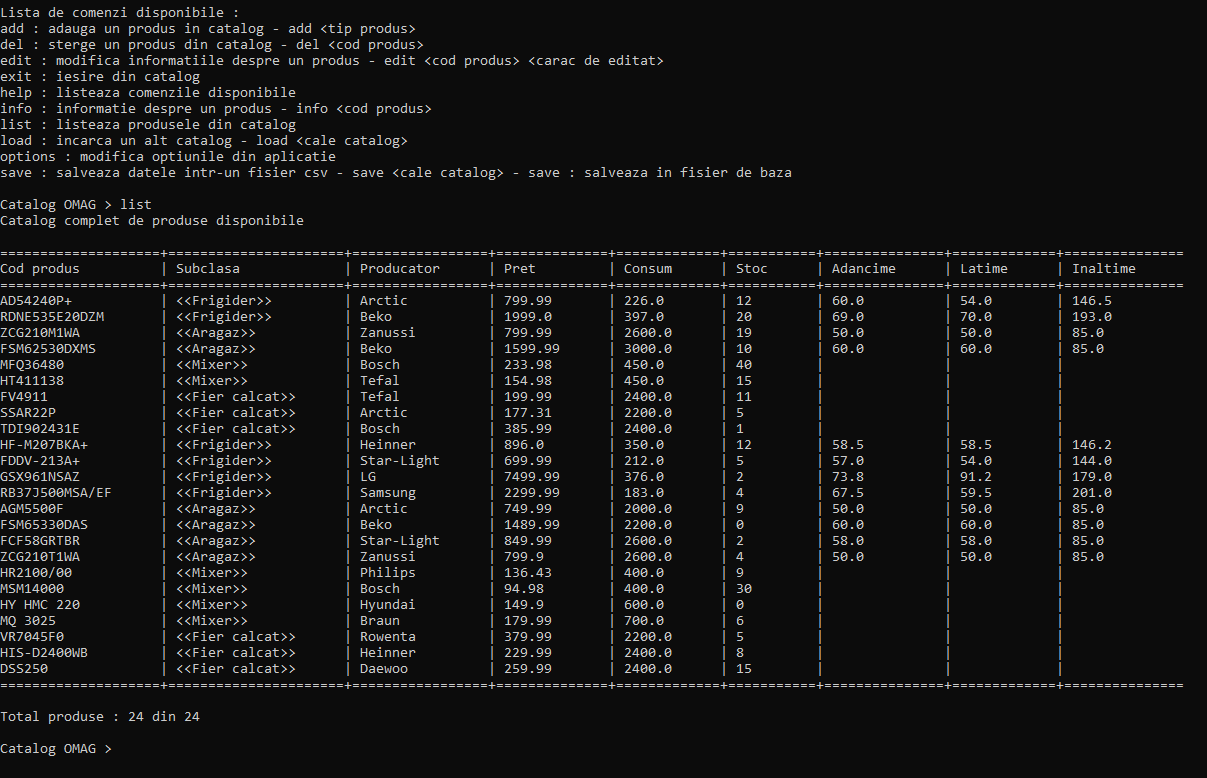 Lista de comenzi disponibile :
add : adauga un produs in catalog - add <tip produs>
del : sterge un produs din catalog - del <cod produs>
edit : modifica informatiile despre un produs - edit <cod produs> <carac de editat>
exit : iesire din catalog
help : listeaza comenzile disponibile
info : informatie despre un produs - info <cod produs>
list : listeaza produsele din catalog
load : incarca un alt catalog - load <cale catalog>
options : modifica optiunile din aplicatie
save : salveaza datele intr-un fisier csv - save <cale catalog> - save : salveaza in fisier de baza
Catalog OMAG > list
Catalog complet de produse disponibile
====================+======================+=================+==============+=============+===========+===============+=============+===============
Cod produs | Subclasa | Producator | Pret | Consum | Stoc | Adancime | Latime | Inaltime
====================+======================+=================+==============+=============+===========+===============+=============+===============
AD54240P+ | <<Frigider>> | Arctic | 799.99 | 226.0 | 12 | 60.0 | 54.0 | 146.5
RDNE535E20DZM | <<Frigider>> | Beko | 1999.0 | 397.0 | 20 | 69.0 | 70.0 | 193.0
ZCG210M1WA | <<Aragaz>> | Zanussi | 799.99 | 2600.0 | 19 | 50.0 | 50.0 | 85.0
FSM62530DXMS | <<Aragaz>> | Beko | 1599.99 | 3000.0 | 10 | 60.0 | 60.0 | 85.0
MFQ36480 | <<Mixer>> | Bosch | 233.98 | 450.0 | 40 | | |
HT411138 | <<Mixer>> | Tefal | 154.98 | 450.0 | 15 | | |
FV4911 | <<Fier calcat>> | Tefal | 199.99 | 2400.0 | 11 | | |
SSAR22P | <<Fier calcat>> | Arctic | 177.31 | 2200.0 | 5 | | |
TDI902431E | <<Fier calcat>> | Bosch | 385.99 | 2400.0 | 1 | | |
HF-M207BKA+ | <<Frigider>> | Heinner | 896.0 | 350.0 | 12 | 58.5 | 58.5 | 146.2
FDDV-213A+ | <<Frigider>> | Star-Light | 699.99 | 212.0 | 5 | 57.0 | 54.0 | 144.0
GSX961NSAZ | <<Frigider>> | LG | 7499.99 | 376.0 | 2 | 73.8 | 91.2 | 179.0
RB37J500MSA/EF | <<Frigider>> | Samsung | 2299.99 | 183.0 | 4 | 67.5 | 59.5 | 201.0
AGM5500F | <<Aragaz>> | Arctic | 749.99 | 2000.0 | 9 | 50.0 | 50.0 | 85.0
FSM65330DAS | <<Aragaz>> | Beko | 1489.99 | 2200.0 | 0 | 60.0 | 60.0 | 85.0
FCF58GRTBR | <<Aragaz>> | Star-Light | 849.99 | 2600.0 | 2 | 58.0 | 58.0 | 85.0
ZCG210T1WA | <<Aragaz>> | Zanussi | 799.9 | 2600.0 | 4 | 50.0 | 50.0 | 85.0
HR2100/00 | <<Mixer>> | Philips | 136.43 | 400.0 | 9 | | |
MSM14000 | <<Mixer>> | Bosch | 94.98 | 400.0 | 30 | | |
HY HMC 220 | <<Mixer>> | Hyundai | 149.9 | 600.0 | 0 | | |
MQ 3025 | <<Mixer>> | Braun | 179.99 | 700.0 | 6 | | |
VR7045F0 | <<Fier calcat>> | Rowenta | 379.99 | 2200.0 | 5 | | |
HIS-D2400WB | <<Fier calcat>> | Heinner | 229.99 | 2400.0 | 8 | | |
DSS250 | <<Fier calcat>> | Daewoo | 259.99 | 2400.0 | 15 | | |
====================+======================+=================+==============+=============+===========+===============+=============+===============
Total produse : 24 din 24
Catalog OMAG >